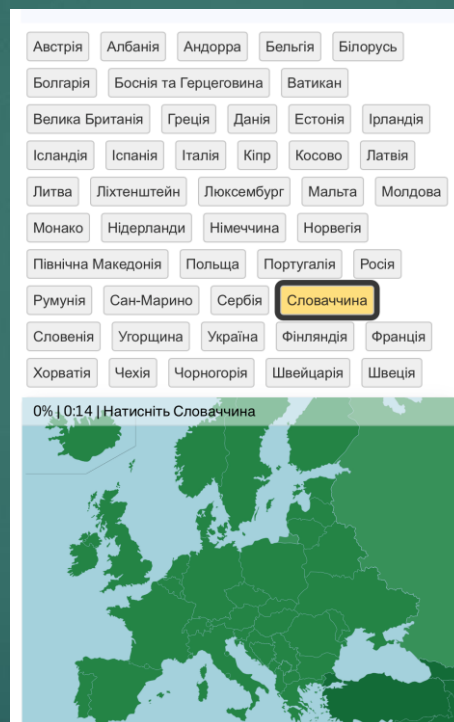 Австрія Албанія Андорра Бельгія Білорусь
Болгарія Боснія та Герцеговина Ватикан
Велика Британія Греція Данія Естонія Ірландія
Ісландія Іспанія Італія Кіпр Косово Латвія
Литва Ліхтенштейн Люксембург Мальта Молдова
Монако Нідерланди Німеччина Норвегія
Північна Македонія Польща Португалія Росія
Румунія Сан-Марино Сербія Словаччина
Словенія Угорщина Україна Фінляндія Франція
Хорватія Чехія Чорногорія Швейцарія Швеція
0% | 0:14 | Натисніть Словаччина